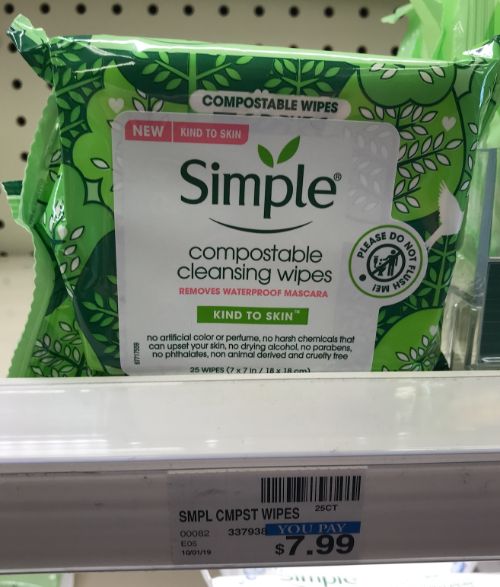 COMPOSTABLE WIPES
NEW KIND TO SKIN
Simple®
compostable
cleansing wipes
REMOVES WATERPROOF MASCARA
KIND TO SKIN™
PLEASE DO NOT FLUSH ME!
no artificial color or perfume, no harsh chemicals that
can upset your skin, no drying alcohol, no parabens,
no phthalates, non animal derived and cruelty free
25 WIPES (7 x 7 in / 18 x 18 cm)
SMPL CMPST WIPES 25CT
00082 337938 YOU PAY
E05
10/01/19
$7.99
Simple